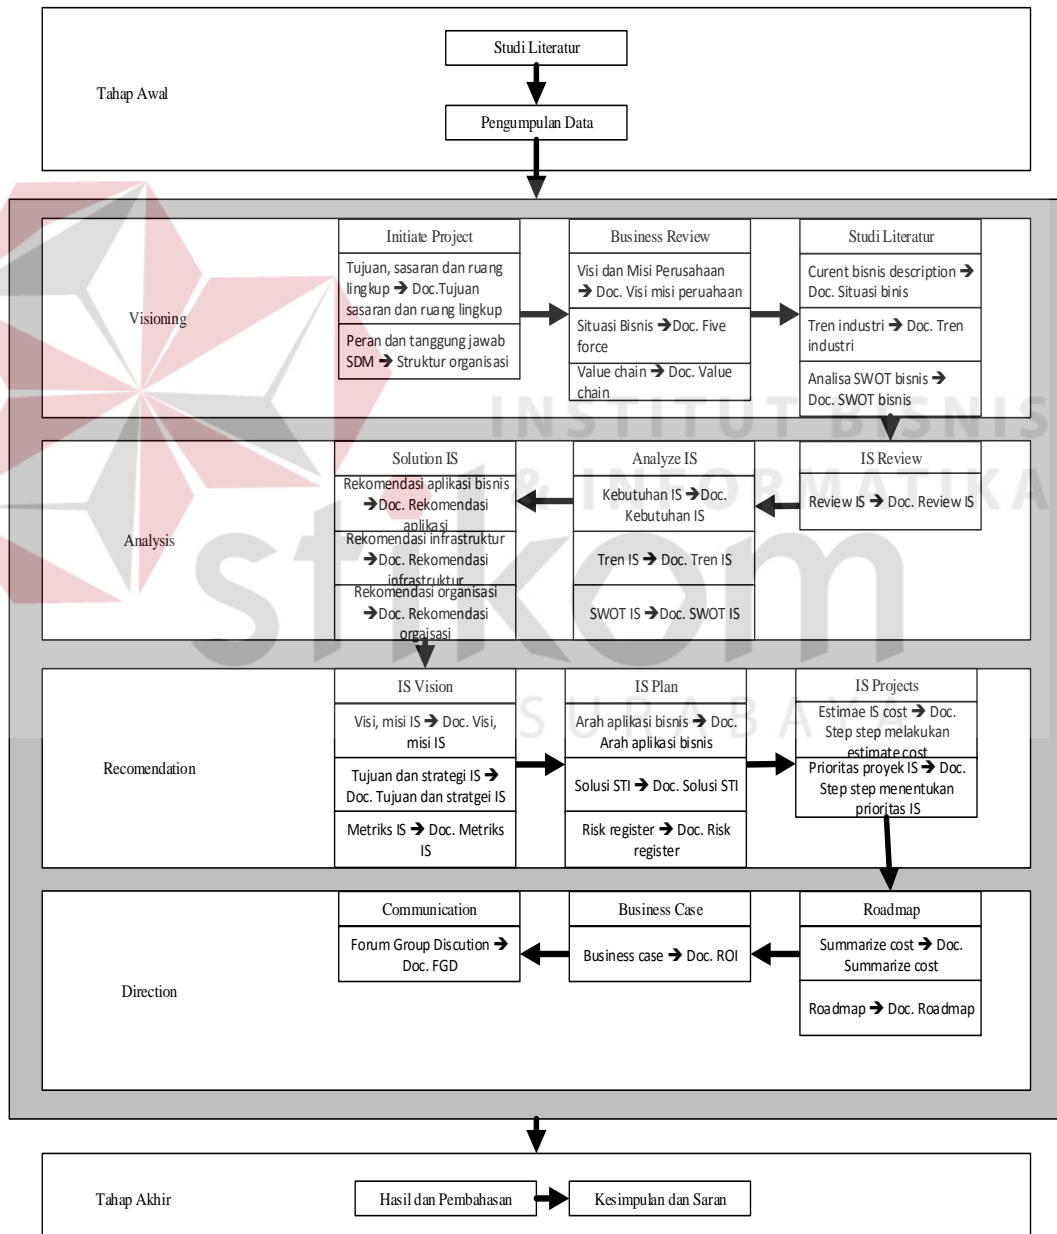 Studi Literatur
Tahap Awal
Pengumpulan Data
Visioning
Initiate Project
Tujuan, sasaran dan ruang
lingkup ➔ Doc.Tujuan
sasaran dan ruang lingkup
Peran dan tanggung jawab
SDM ➔ Struktur organisasi
Business Review
Visi dan Misi Perusahaan
➔ Doc. Visi misi peruahaan
Situasi Bisnis ➔Doc. Five
force
Value chain ➔ Doc. Value
chain
Studi Literatur
Curent bisnis description ➔
Doc. Situasi binis
Tren industri ➔ Doc. Tren
industri
Analisa SWOT bisnis ➔
Doc. SWOT bisnis
INSTITUT BISNIS
& INFORMATIKA
stikom
SURABAYA
Analysis
Solution IS
Rekomendasi aplikasi bisnis
➔Doc. Rekomendasi
aplikasi
Rekomendasi infrastruktur
➔Doc. Rekomendasi
infrastruktur
Rekomendasi organisasi
➔Doc. Rekomendasi
orgaisasi
Analyze IS
Kebutuhan IS ➔Doc.
Kebutuhan IS
Tren IS ➔ Doc. Tren IS
SWOT IS ➔Doc. SWOT IS
IS Review
Review IS ➔ Doc. Review IS
Recomendation
IS Vision
Visi, misi IS ➔ Doc. Visi,
misi IS
Tujuan dan strategi IS ➔
Doc. Tujuan dan stratgei IS
Metriks IS ➔ Doc. Metriks
IS
IS Plan
Arah aplikasi bisnis ➔ Doc.
Arah aplikasi bisnis
Solusi STI ➔ Doc. Solusi STI
Risk register ➔ Doc. Risk
register
IS Projects
Estimae IS cost ➔ Doc.
Step step melakukan
estimate cost
Prioritas proyek IS ➔ Doc.
Step step menentukan
prioritas IS
Direction
Communication
Forum Group Discution ➔
Doc. FGD
Business Case
Business case ➔ Doc. ROI
Roadmap
Summarize cost ➔ Doc.
Summarize cost
Roadmap ➔ Doc. Roadmap
Tahap Akhir
Hasil dan Pembahasan
Kesimpulan dan Saran